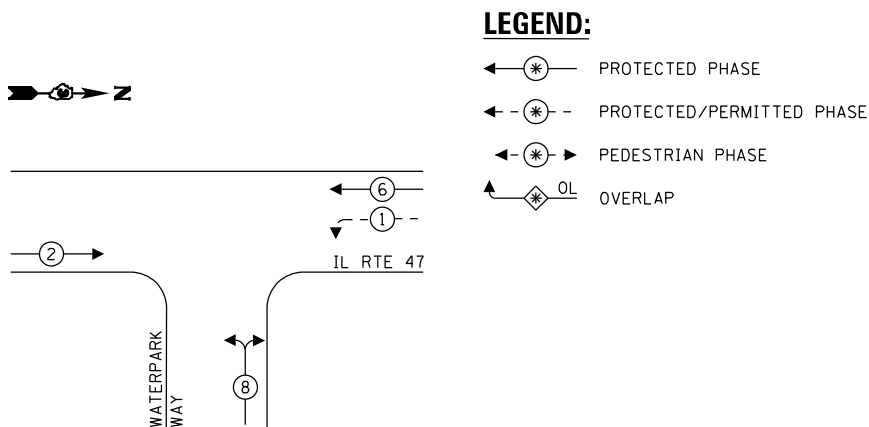 LEGEND:
* PROTECTED PHASE
* PROTECTED/PERMITTED PHASE
* PEDESTRIAN PHASE
* OL OVERLAP
N
6
1
2
IL RTE 47
8
WATERPARK
WAY